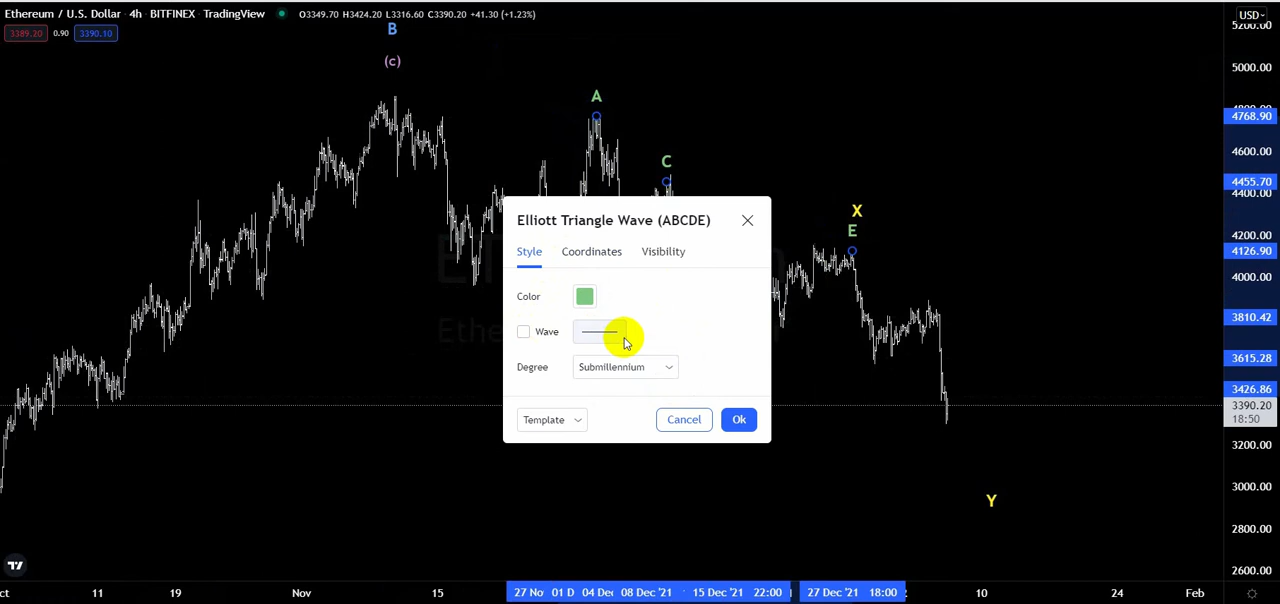 Ethereum / U.S. Dollar · 4h · BITFINEX · TradingView
O3349.70 H3424.20 L3316.60 C3390.20 +41.30 (+1.23%)
USD
3389.20 0.90 3390.10
B
(c)
A
C
X
E
Y
Elliott Triangle Wave (ABCDE)
Style Coordinates Visibility
Color
Wave
Degree Submillennium
Template Cancel Ok
5200.00
5000.00
4800.00
4768.90
4600.00
4455.70
4400.00
4200.00
4126.90
4000.00
3810.42
3615.28
3426.86
3390.20
18:50
3200.00
3000.00
2800.00
2600.00
11 19 Nov 15 04 Dec 08 Dec '21 15 Dec '21 22:00 27 Dec '21 18:00 10 24 Feb